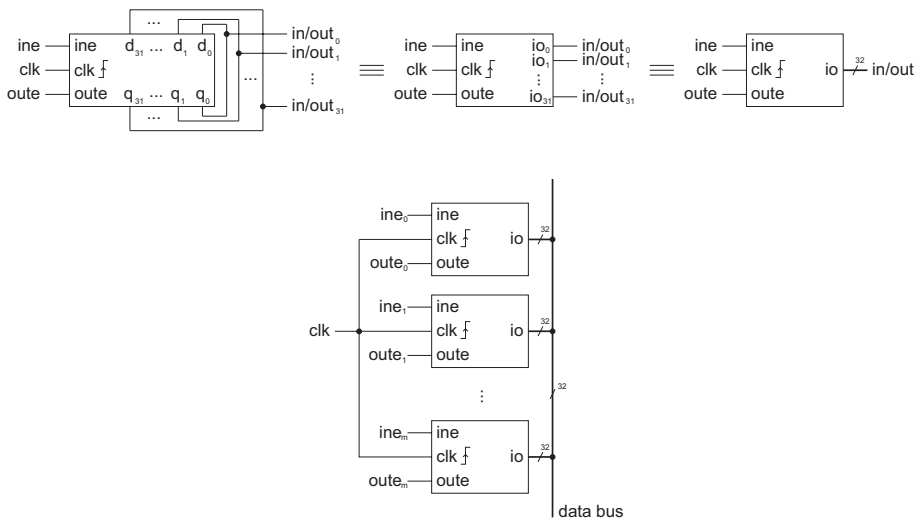 ... ...
ine ine d31 ... d1 d0 in/out0 ine ine io0 in/out0 ine ine
in/out1 io1 in/out1
clk clk ... ⋮ ≡ clk clk ⋮ ⋮ ≡ clk clk io 32 in/out
oute oute q31 ... q1 q0 in/out31 oute oute io31 in/out31 oute oute
... ...
ine0 ine
clk io 32
oute0 oute
ine1 ine
clk clk io 32
oute1 oute
⋮ 32
inem ine
clk io 32
outem oute
data bus